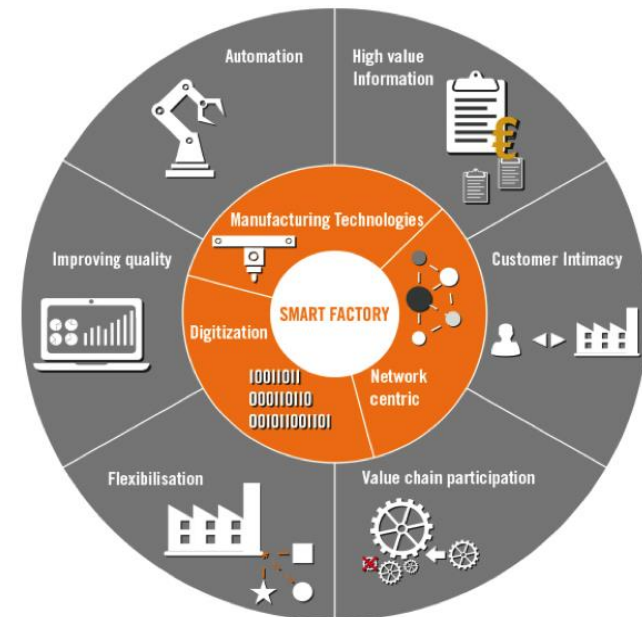 Automation
High value
Information
Manufacturing Technologies
Improving quality
Customer Intimacy
SMART FACTORY
Digitization
Network
centric
10011011
000110110
001011001101
Flexibilisation
Value chain participation
€